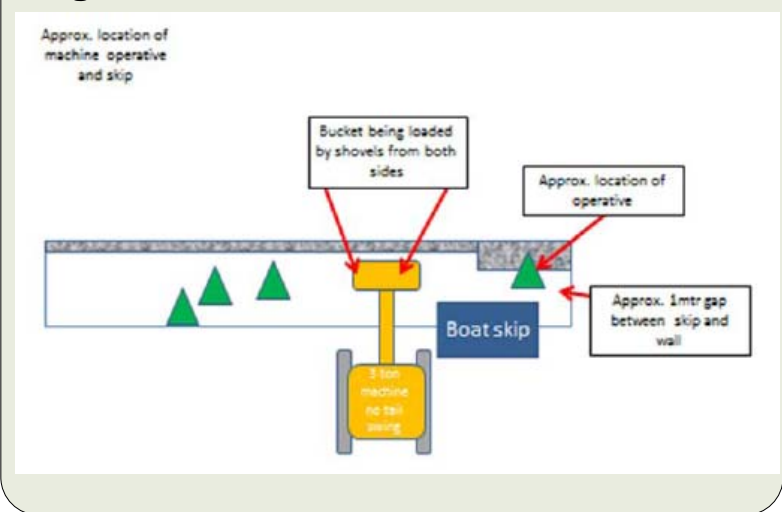 Approx. location of
machine operative
and skip
Bucket being loaded
by shovels from both
sides
Approx. location of
operative
Approx. 1mtr gap
between skip and
wall
Boat skip
3 ton
machine
no tail
swing